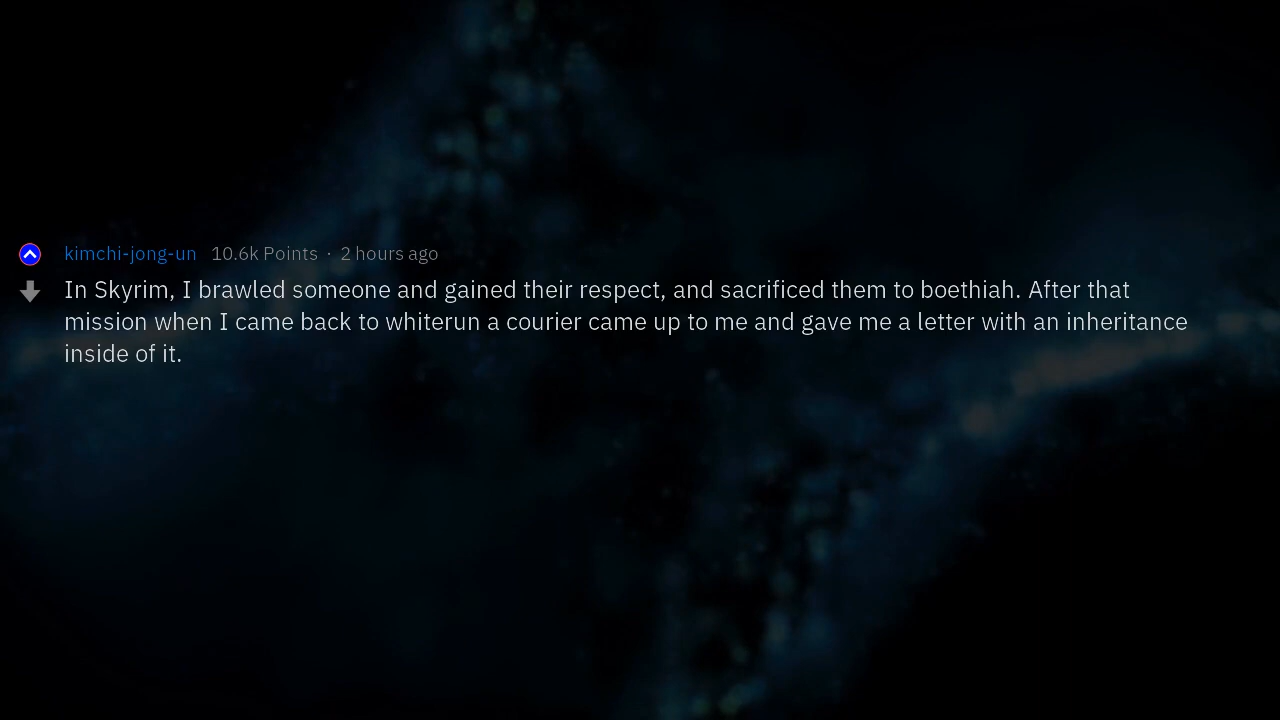 kimchi-jong-un 10.6k Points · 2 hours ago
In Skyrim, I brawled someone and gained their respect, and sacrificed them to boethiah. After that
mission when I came back to whiterun a courier came up to me and gave me a letter with an inheritance
inside of it.